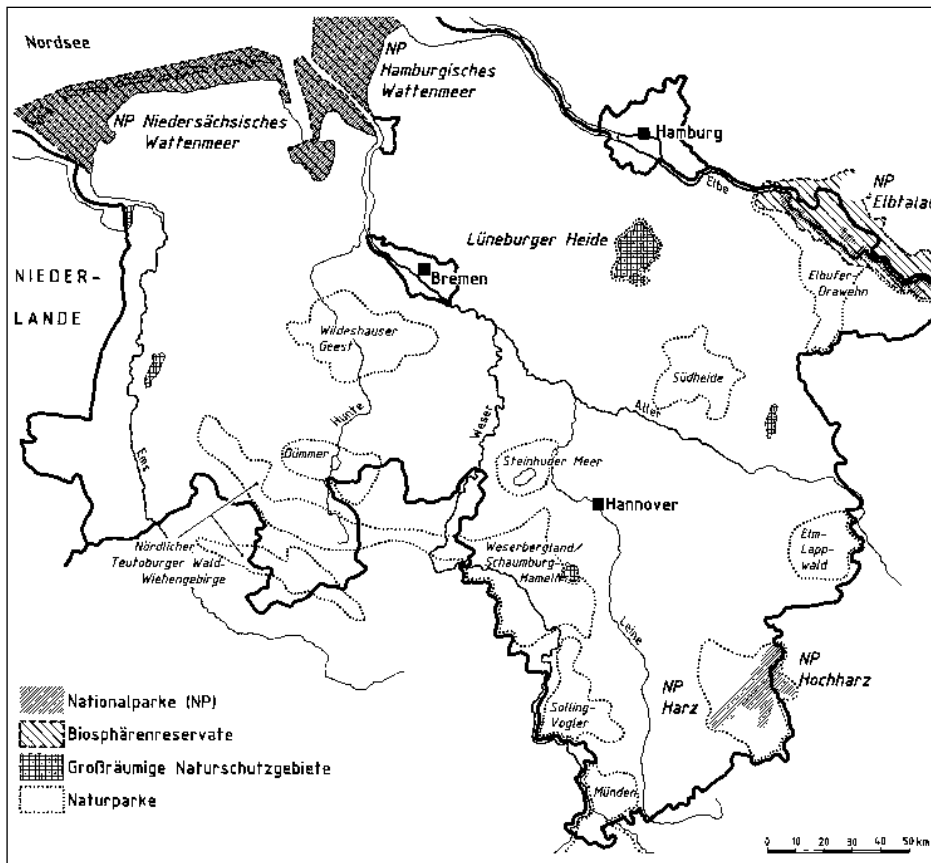 Nordsee
NP
Hamburgisches
Wattenmeer
NP Niedersächsisches
Wattenmeer
Hamburg
Elbe
NP
Elbtalau
Lüneburger Heide
NIEDER-
LANDE
Bremen
Elbufer-
Drawehn
Wildeshauser
Geest
Südheide
Hunte
Weser
Aller
Ems
Dümmer
Steinhuder Meer
Hannover
Nördlicher
Teutoburger Wald-
Wiehengebirge
Weserbergland/
Schaumburg-
Hameln
Elm-
Lapp-
wald
Leine
NP
Hochharz
NP
Harz
Solling-
Vogler
Münden
Nationalparke (NP)
Biosphärenreservate
Großräumige Naturschutzgebiete
Naturparke
0 10 20 30 40 50 km